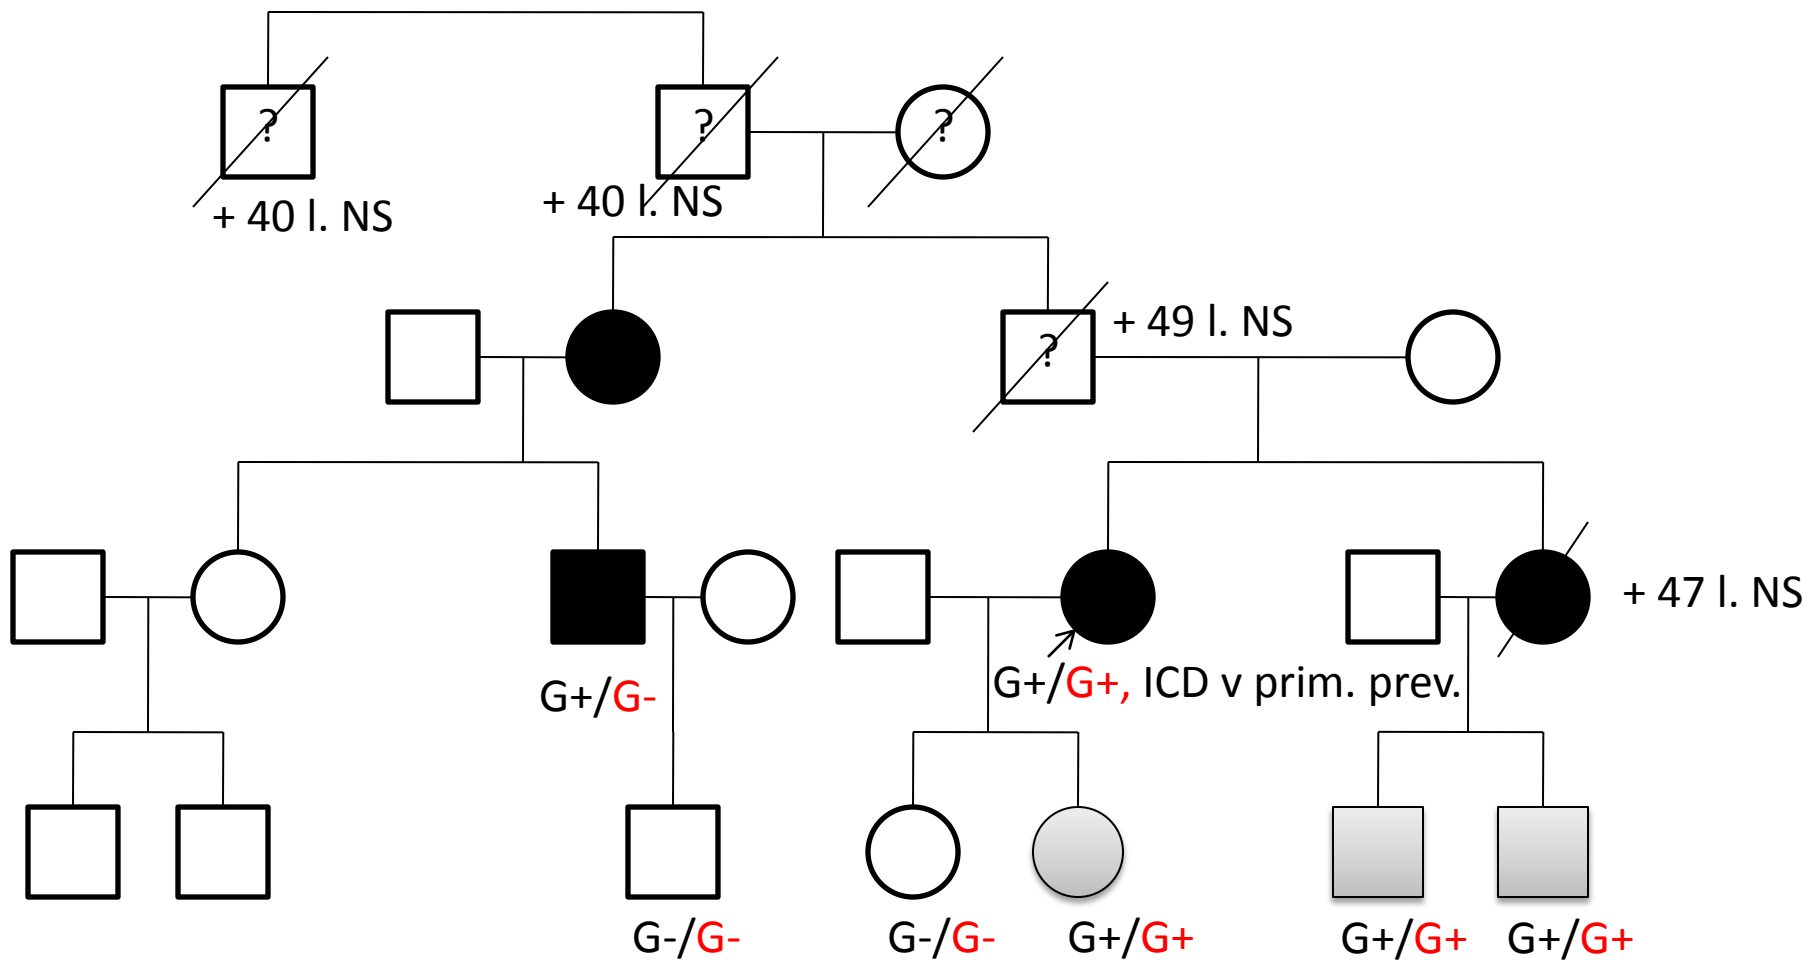 ?
?
?
+ 40 l. NS
+ 40 l. NS
?
+ 49 l. NS
+ 47 l. NS
G+/G-
G+/G+, ICD v prim. prev.
G-/G-
G-/G-
G+/G+
G+/G+
G+/G+